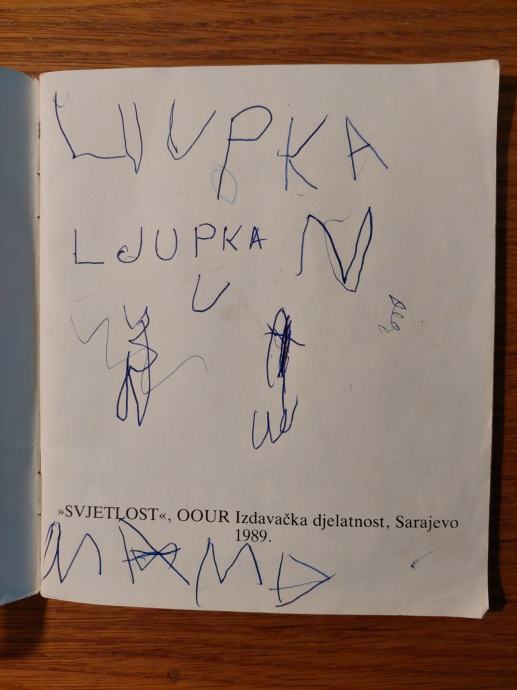 LJUPKA
LJUPKA N
U
»SVJETLOST«, OOUR Izdavačka djelatnost, Sarajevo
1989.
MAMA